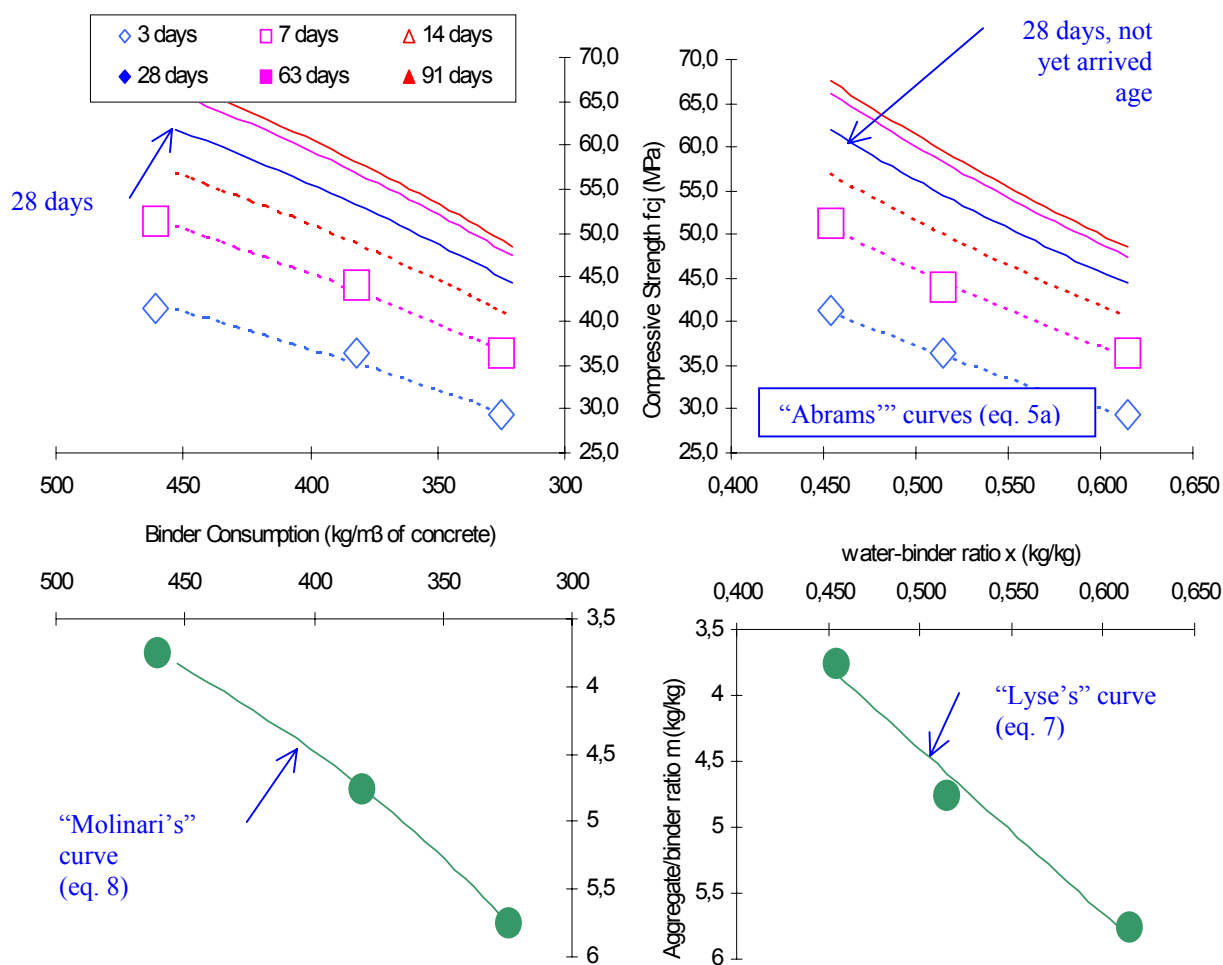 3 days 7 days 14 days
28 days 63 days 91 days
28 days
70,0
65,0
60,0
55,0
50,0
45,0
40,0
35,0
30,0
25,0
500 450 400 350 300
Binder Consumption (kg/m3 of concrete)
28 days, not
yet arrived
age
Compressive Strength fcj (MPa)
70,0
65,0
60,0
55,0
50,0
45,0
40,0
35,0
30,0
25,0
“Abrams’” curves (eq. 5a)
0,400 0,450 0,500 0,550 0,600 0,650
water-binder ratio x (kg/kg)
500 450 400 350 300
3,5
4
4,5
5
5,5
6
“Molinari’s”
curve
(eq. 8)
0,400 0,450 0,500 0,550 0,600 0,650
Aggregate/binder ratio m (kg/kg)
3,5
4
4,5
5
5,5
6
“Lyse’s” curve
(eq. 7)